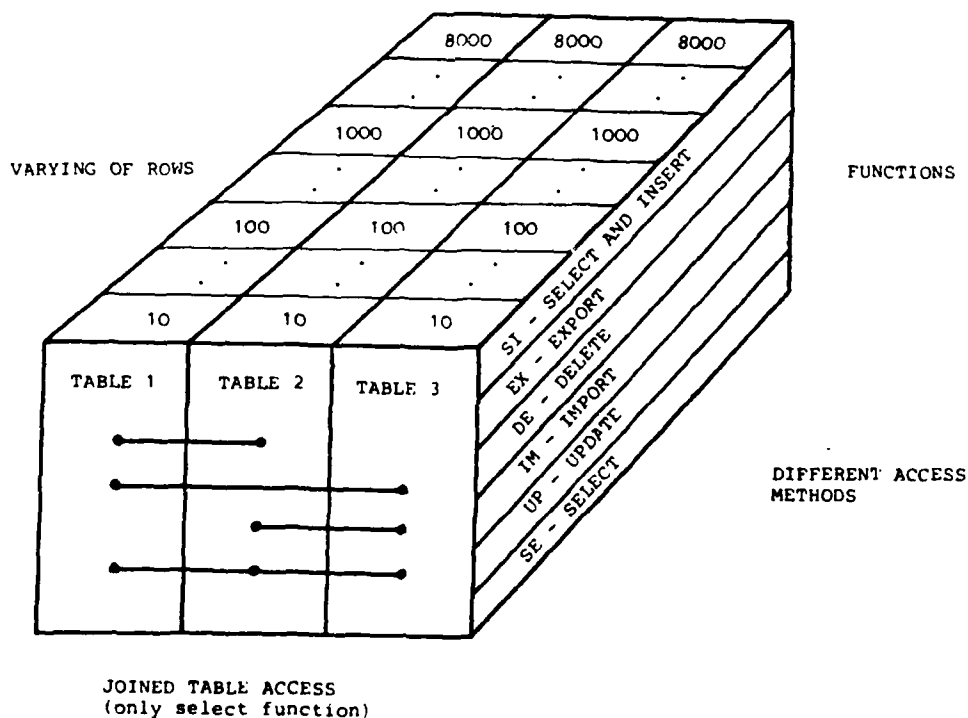 8000 8000 8000
1000 1000 1000
VARYING OF ROWS
FUNCTIONS
100 100 100
10 10 10
SI - SELECT AND INSERT
EX - EXPORT
DE - DELETE
IM - IMPORT
UP - UPDATE
SE - SELECT
TABLE 1 TABLE 2 TABLE 3
DIFFERENT ACCESS
METHODS
JOINED TABLE ACCESS
(only select function)